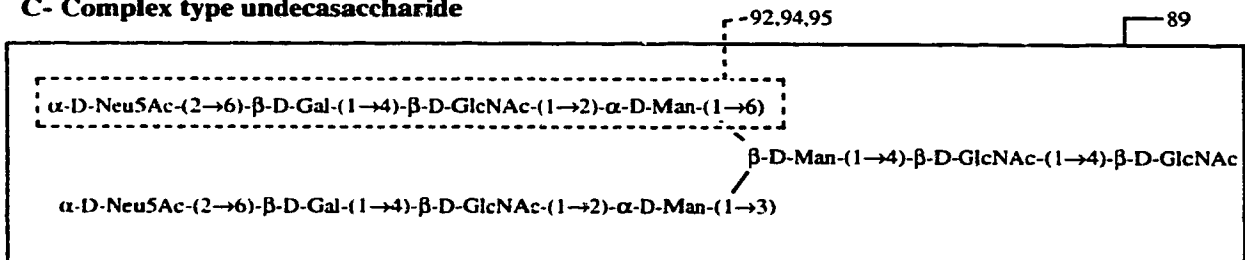 C- Complex type undecasaccharide
-92,94,95
89
α-D-Neu5Ac-(2→6)-β-D-Gal-(1→4)-β-D-GlcNAc-(1→2)-α-D-Man-(1→6)
β-D-Man-(1→4)-β-D-GlcNAc-(1→4)-β-D-GlcNAc
α-D-Neu5Ac-(2→6)-β-D-Gal-(1→4)-β-D-GlcNAc-(1→2)-α-D-Man-(1→3)